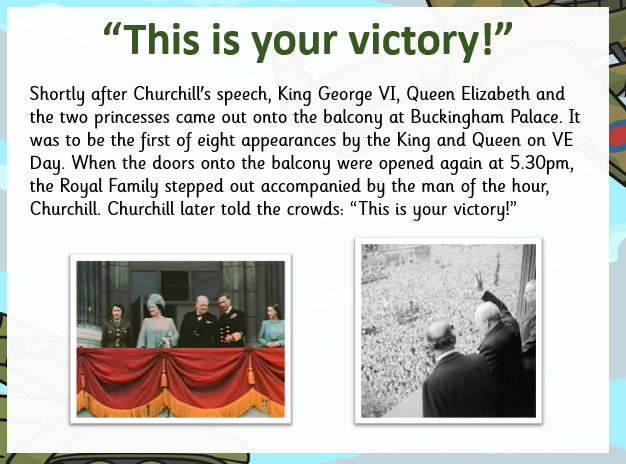 “This is your victory!”
Shortly after Churchill’s speech, King George VI, Queen Elizabeth and
the two princesses came out onto the balcony at Buckingham Palace. It
was to be the first of eight appearances by the King and Queen on VE
Day. When the doors onto the balcony were opened again at 5.30pm,
the Royal Family stepped out accompanied by the man of the hour,
Churchill. Churchill later told the crowds: “This is your victory!”